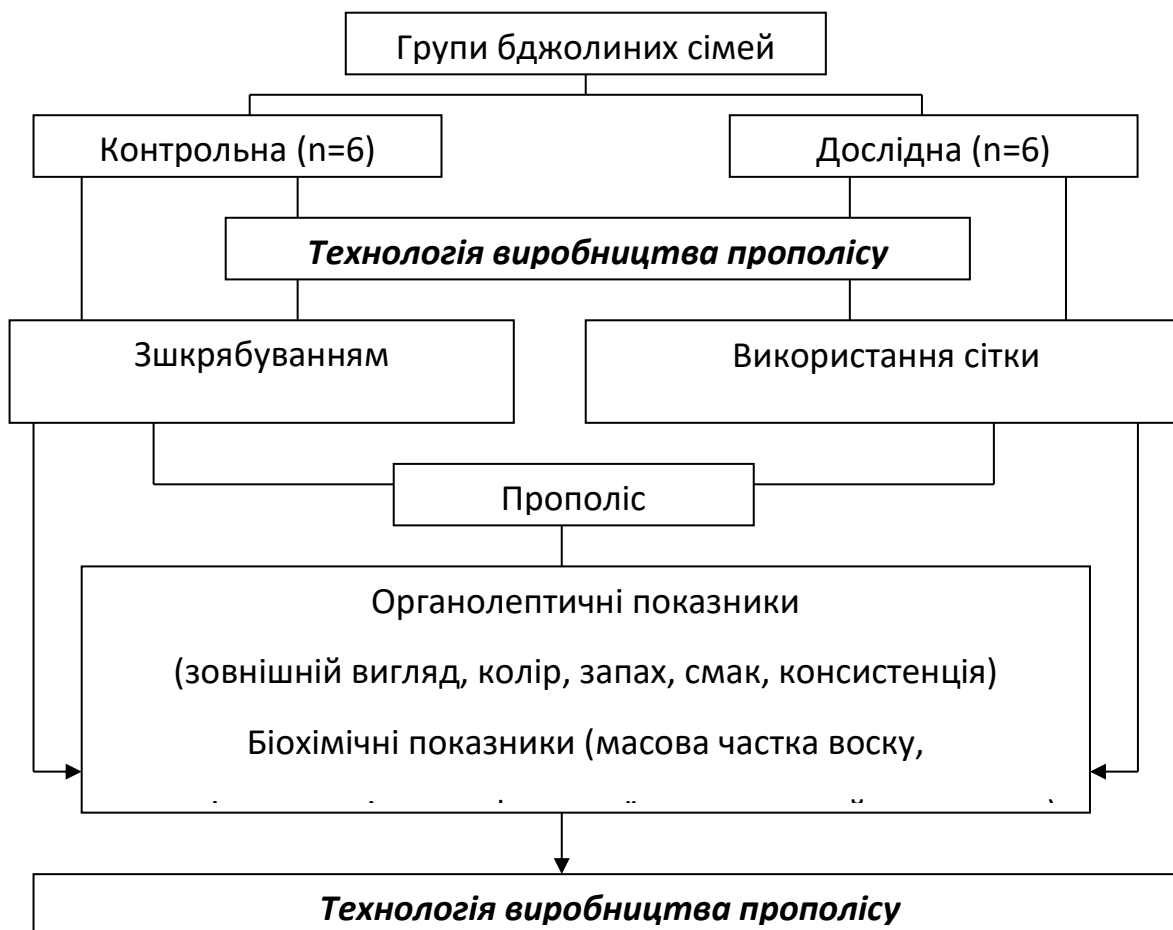 Групи бджолиних сімей
Контрольна (n=6)
Дослідна (n=6)
Технологія виробництва прополісу
Зшкрябуванням
Використання сітки
Прополіс
Органолептичні показники
(зовнішній вигляд, колір, запах, смак, консистенція)
Біохімічні показники (масова частка воску,
Технологія виробництва прополісу